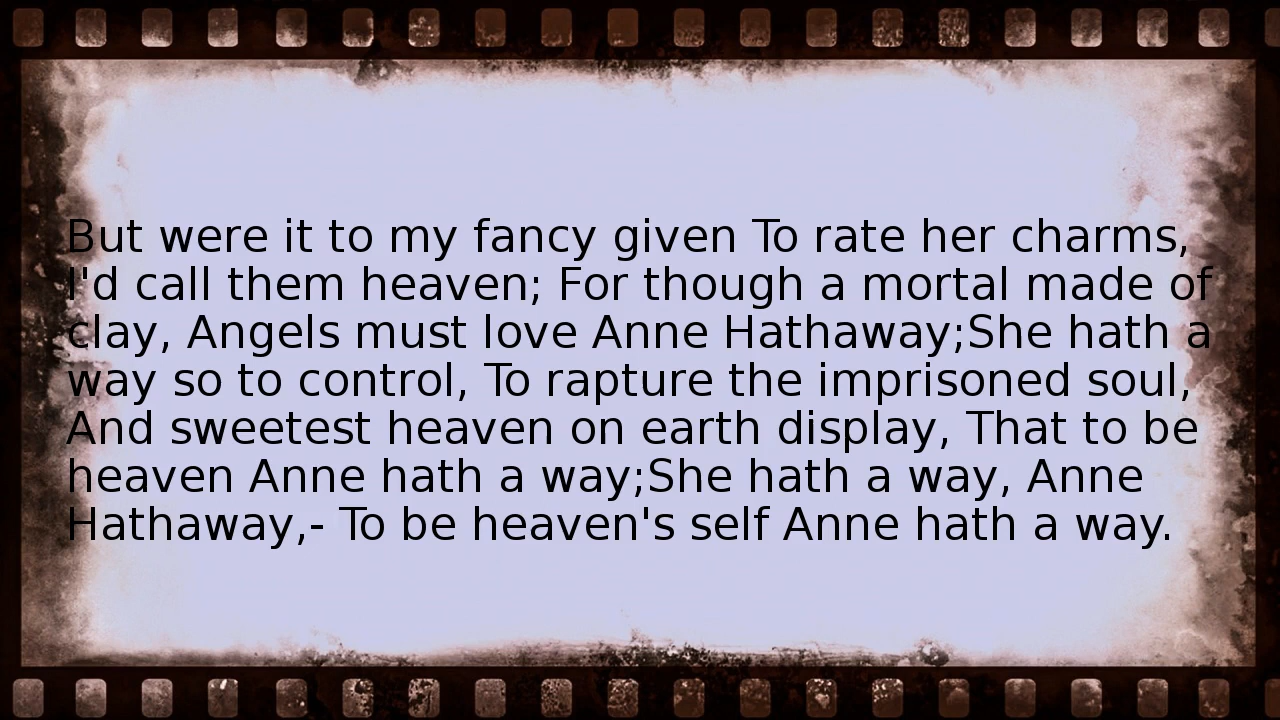 But were it to my fancy given To rate her charms,
I'd call them heaven; For though a mortal made of
clay, Angels must love Anne Hathaway;She hath a
way so to control, To rapture the imprisoned soul,
And sweetest heaven on earth display, That to be
heaven Anne hath a way;She hath a way, Anne
Hathaway,- To be heaven's self Anne hath a way.